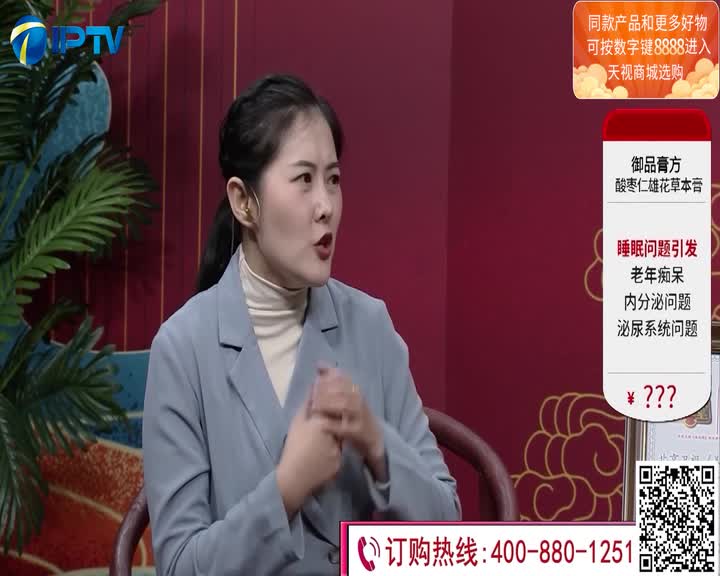 IPTV
同款产品和更多好物
可按数字键8888进入
天视商城选购
御品膏方
酸枣仁雄花草本膏
睡眠问题引发
老年痴呆
内分泌问题
泌尿系统问题
¥ ???
订购热线:400-880-1251